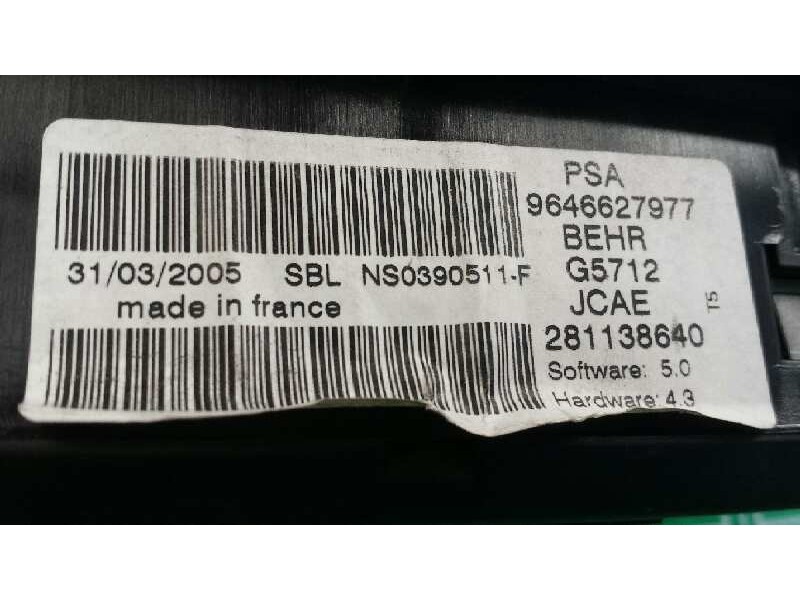 PSA
9646627977
BEHR
31/03/2005 SBL NS0390511-F G5712
made in france JCAE
T5
281138640
Software: 5.0
Hardware: 4.3